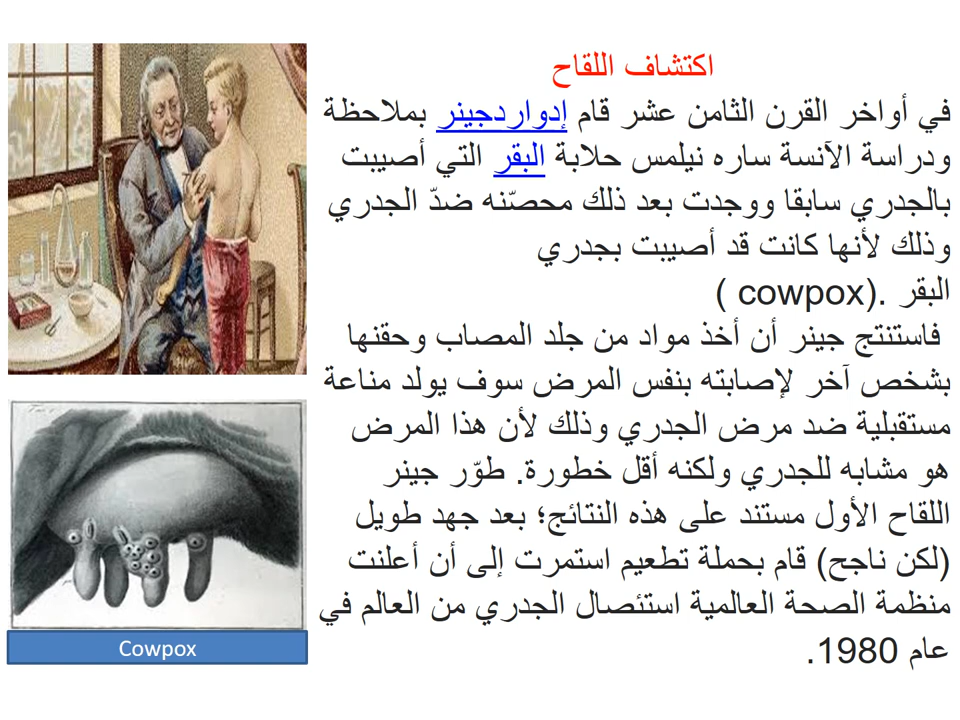 اكتشاف اللقاح
في أواخر القرن الثامن عشر قام إدواردجينر بملاحظة
ودراسة الآنسة ساره نيلمس حلابة البقر التي أصيبت
بالجدري سابقا ووجدت بعد ذلك محصّنه ضدّ الجدري
وذلك لأنها كانت قد أصيبت بجدري
البقر .(cowpox )
فاستنتج جينر أن أخذ مواد من جلد المصاب وحقنها
بشخص آخر لإصابته بنفس المرض سوف يولد مناعة
مستقبلية ضد مرض الجدري وذلك لأن هذا المرض
هو مشابه للجدري ولكنه أقل خطورة. طوّر جينر
اللقاح الأول مستند على هذه النتائج؛ بعد جهد طويل
(لكن ناجح) قام بحملة تطعيم استمرت إلى أن أعلنت
منظمة الصحة العالمية استئصال الجدري من العالم في
عام 1980.
Cowpox